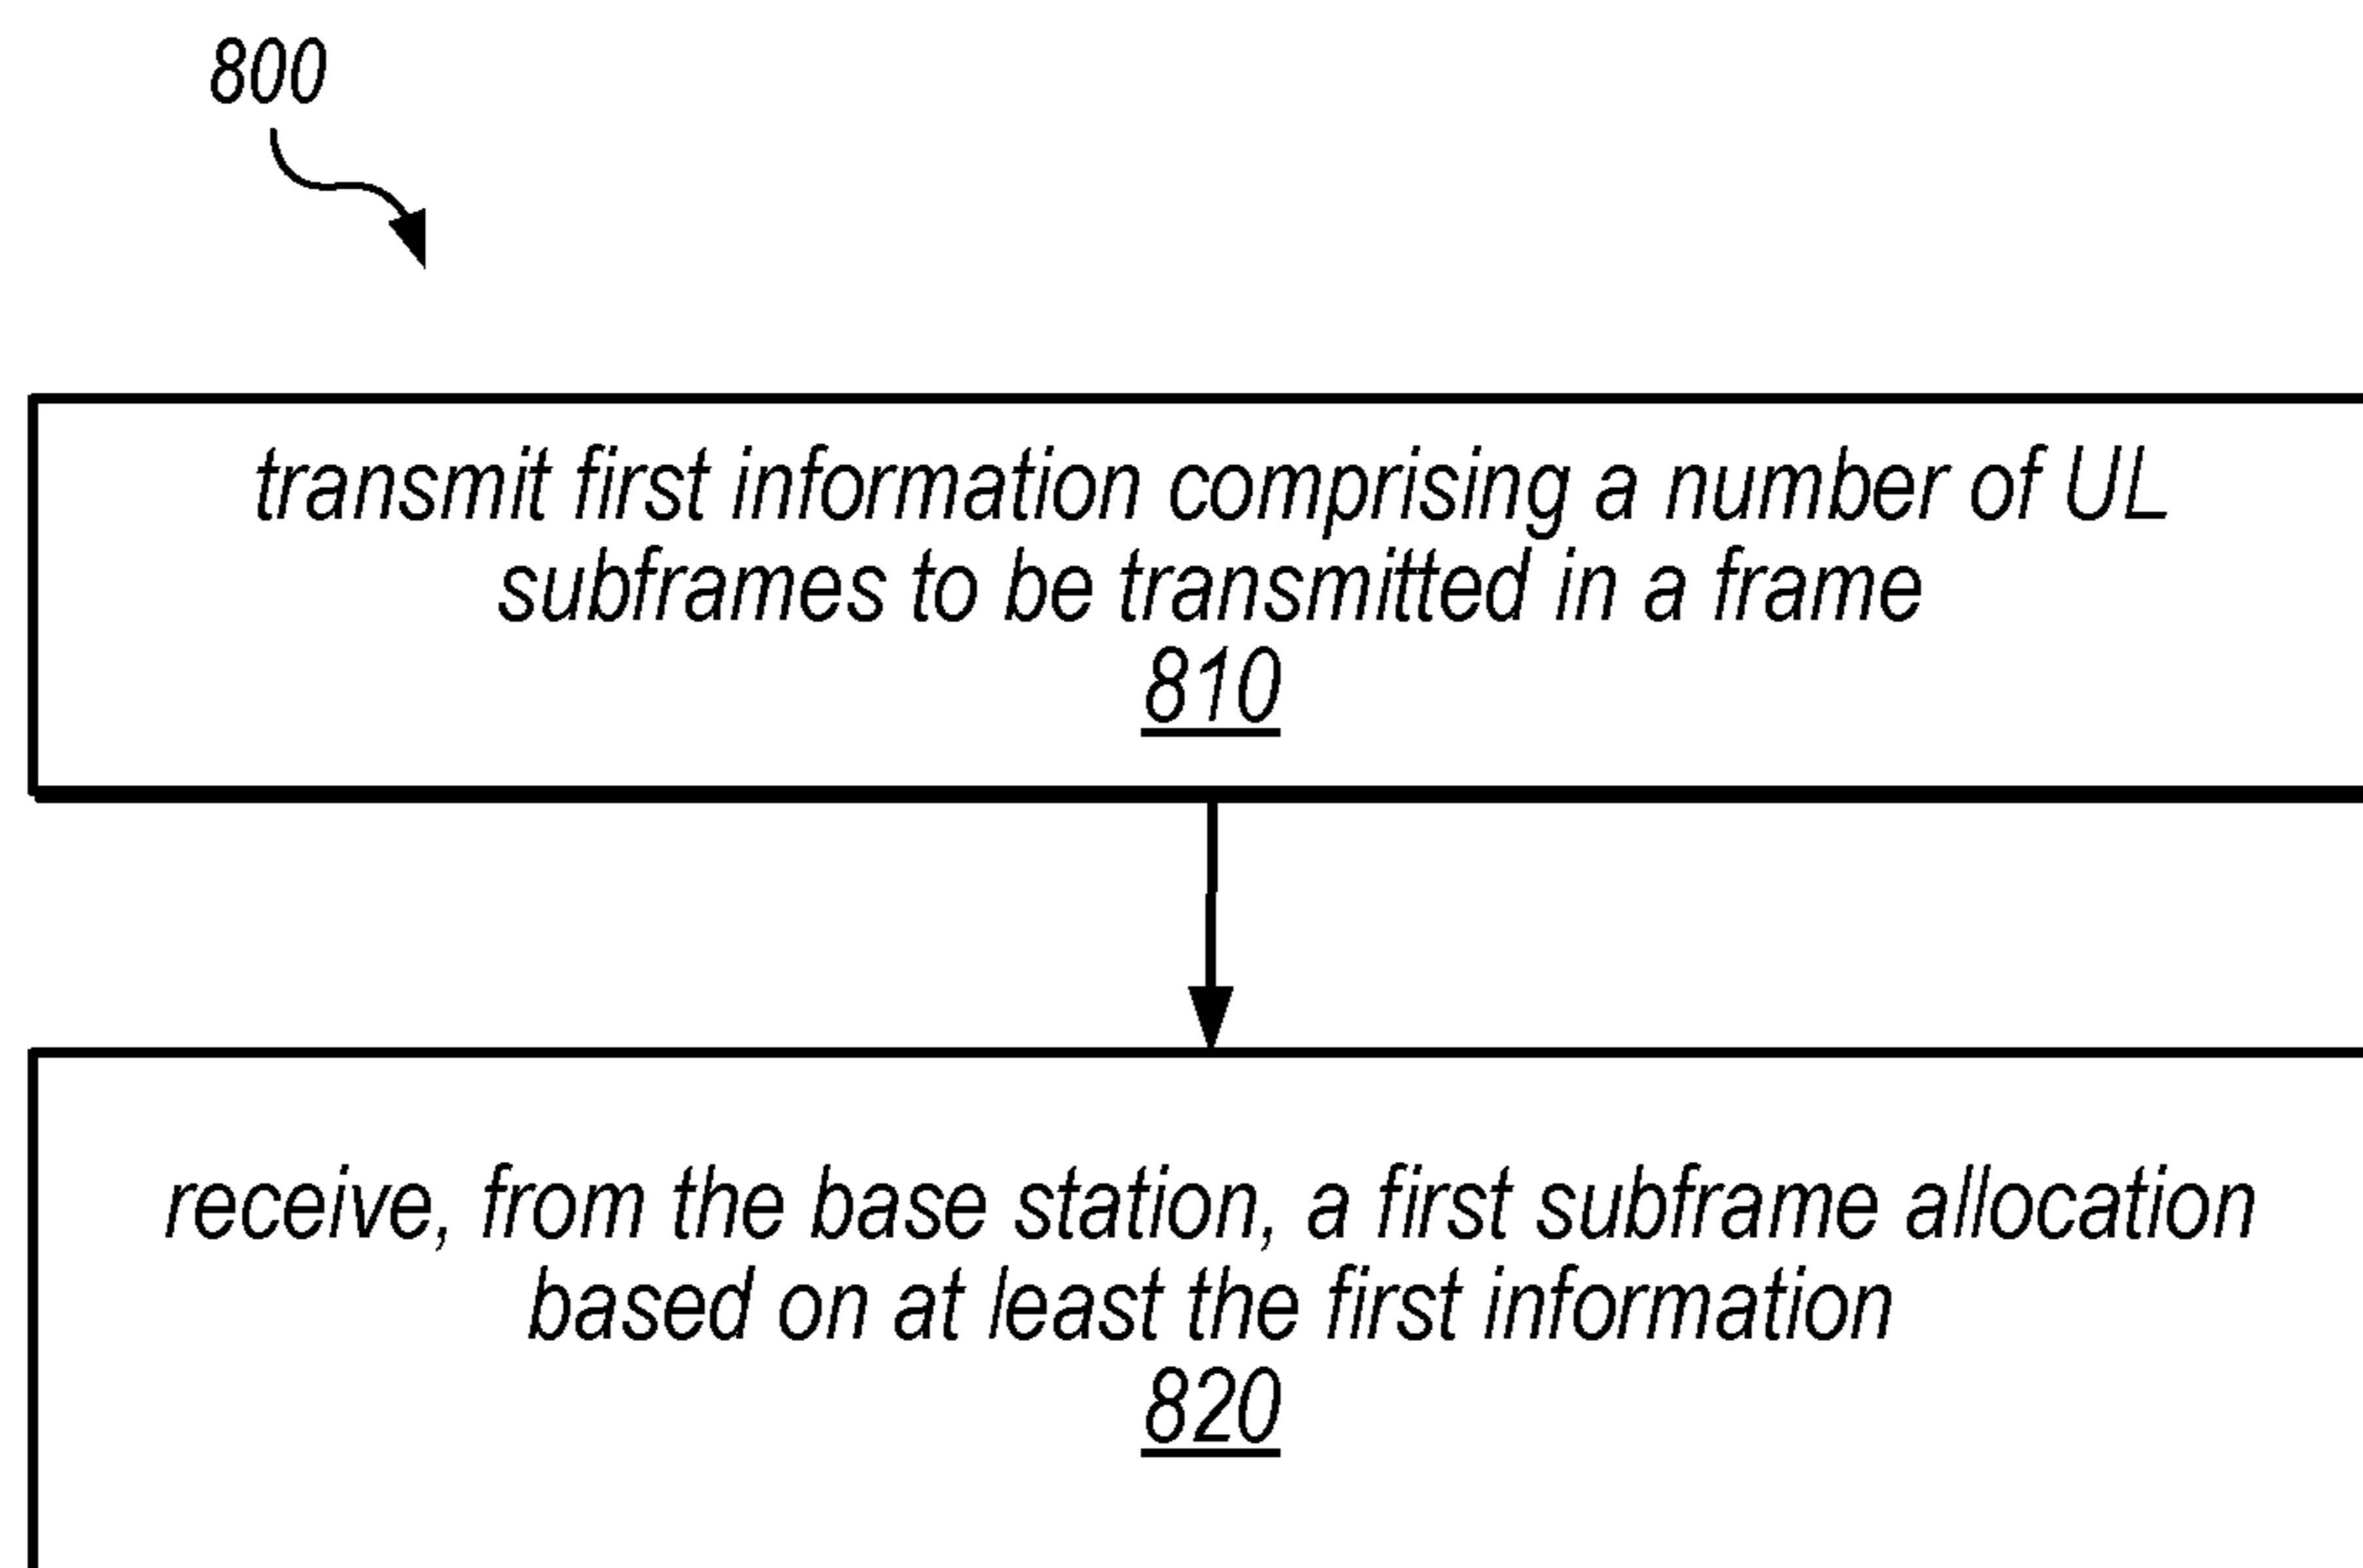 800
transmit first information comprising a number of UL
subframes to be transmitted in a frame
810
receive, from the base station, a first subframe allocation
based on at least the first information
820